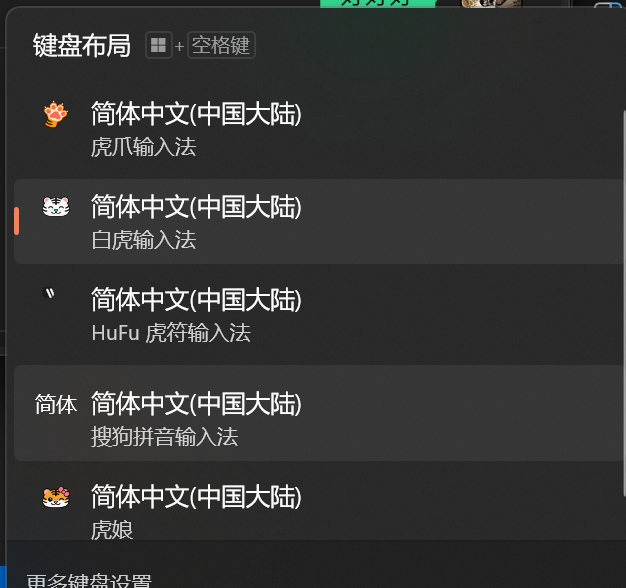 键盘布局 + 空格键
简体中文(中国大陆)
虎爪输入法
简体中文(中国大陆)
白虎输入法
简体中文(中国大陆)
HuFu 虎符输入法
简体 简体中文(中国大陆)
搜狗拼音输入法
简体中文(中国大陆)
虎娘
更多键盘设置